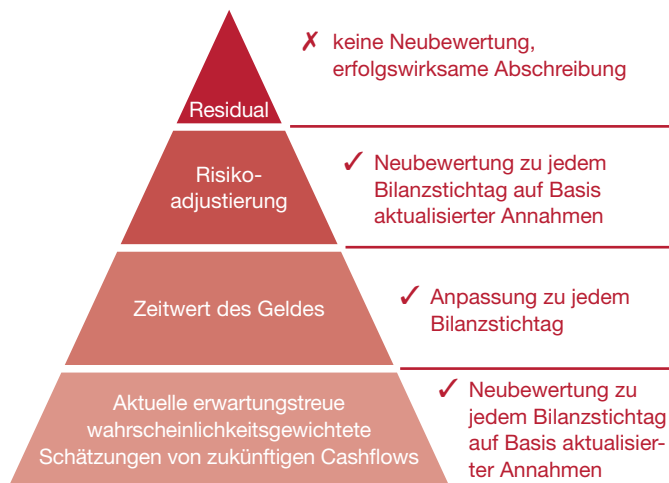 ✗ keine Neubewertung,
erfolgswirksame Abschreibung
Residual
Risiko-
adjustierung
✓ Neubewertung zu jedem
Bilanzstichtag auf Basis
aktualisierter Annahmen
Zeitwert des Geldes
✓ Anpassung zu jedem
Bilanzstichtag
Aktuelle erwartungstreue
wahrscheinlichkeitsgewichtete
Schätzungen von zukünftigen Cashflows
✓ Neubewertung zu
jedem Bilanzstichtag
auf Basis aktualisier-
ter Annahmen